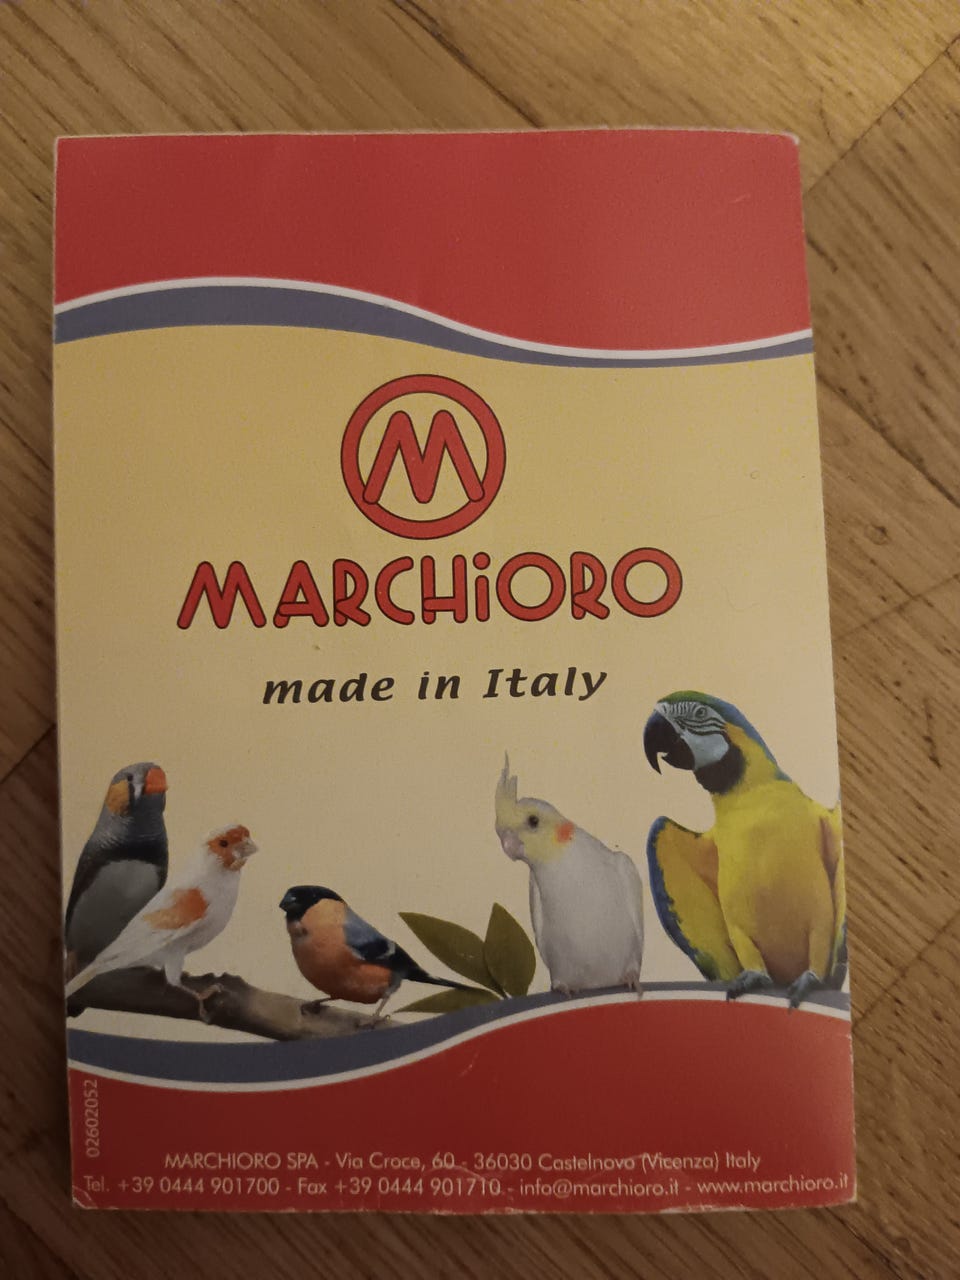 M
MARCHiORO
made in Italy
02602052
MARCHIORO SPA - Via Croce, 60 - 36030 Castelnovo (Vicenza) Italy
Tel. +39 0444 901700 - Fax +39 0444 901710 - info@marchioro.it - www.marchioro.it